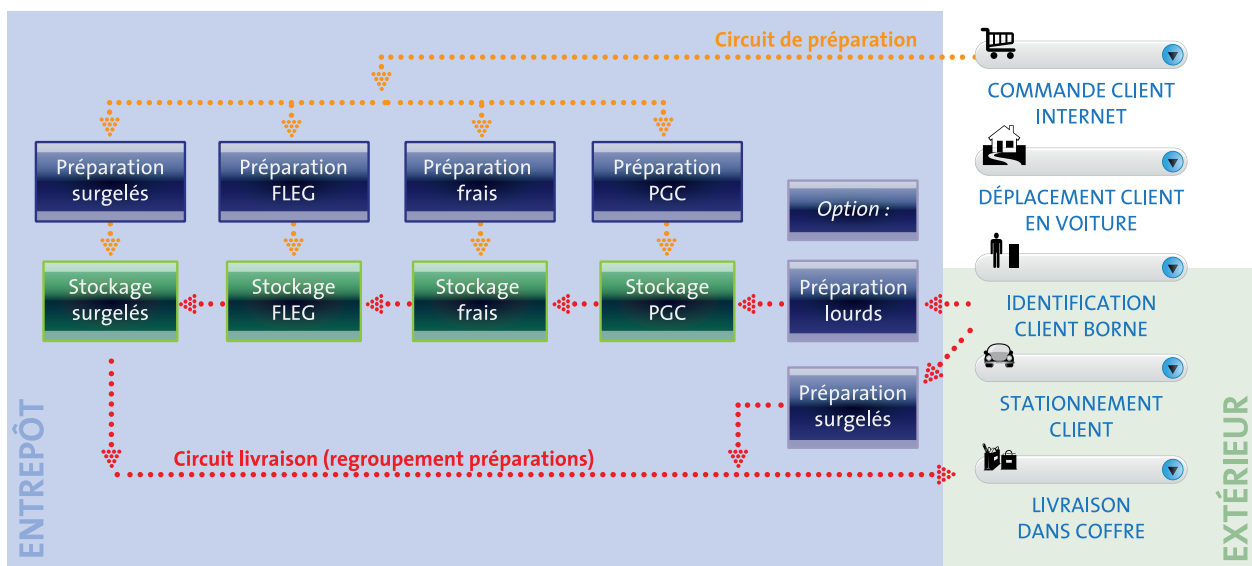 Circuit de préparation
COMMANDE CLIENT
INTERNET
Préparation
surgelés
Préparation
FLEG
Préparation
frais
Préparation
PGC
Option :
DÉPLACEMENT CLIENT
EN VOITURE
Stockage
surgelés
Stockage
FLEG
Stockage
frais
Stockage
PGC
Préparation
lourds
IDENTIFICATION
CLIENT BORNE
Préparation
surgelés
STATIONNEMENT
CLIENT
Circuit livraison (regroupement préparations)
LIVRAISON
DANS COFFRE
ENTREPÔT
EXTÉRIEUR